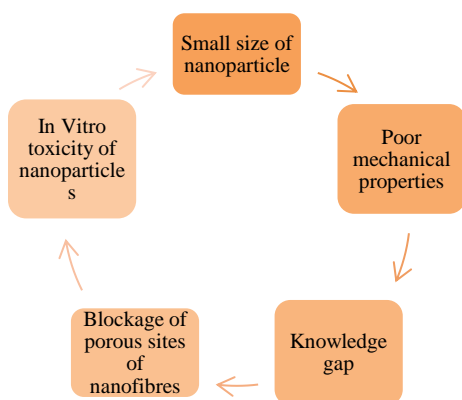 Small size of
nanoparticle
Poor
mechanical
properties
Knowledge
gap
Blockage of
porous sites
of
nanofibres
In Vitro
toxicity of
nanoparticle
s